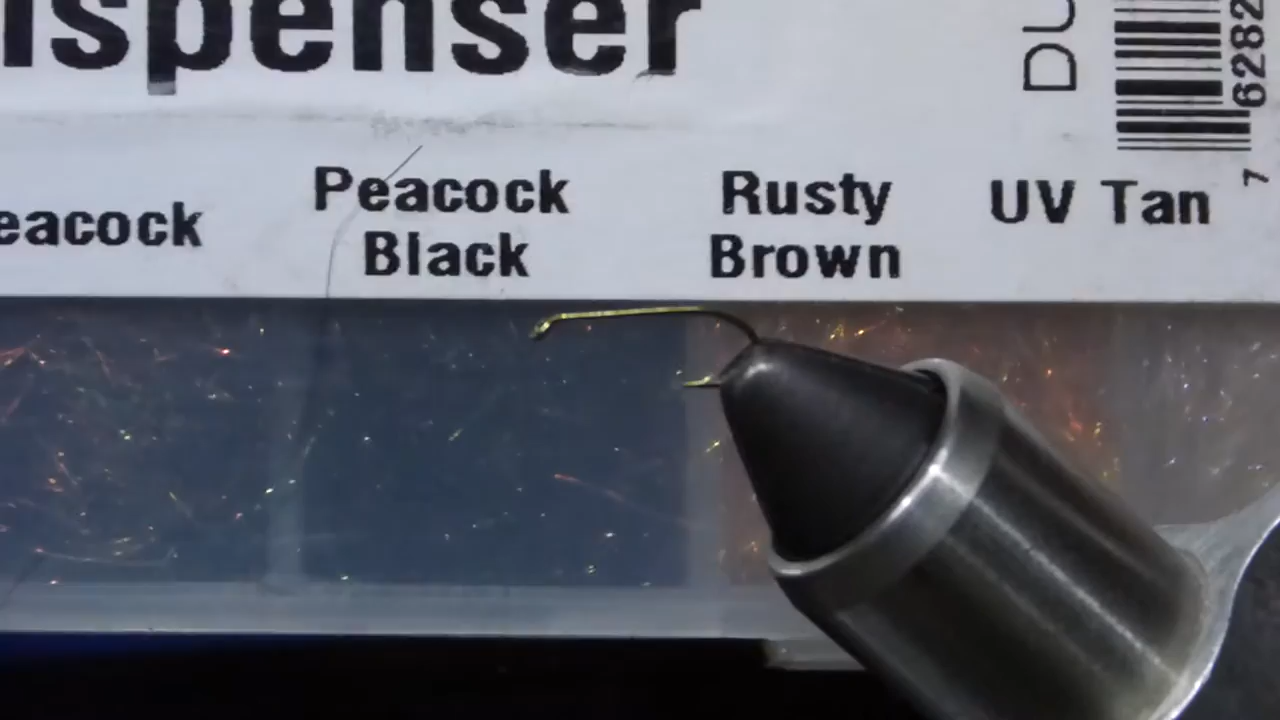 ispenser
DU
6282
7
eacock
Peacock
Black
Rusty
Brown
UV Tan